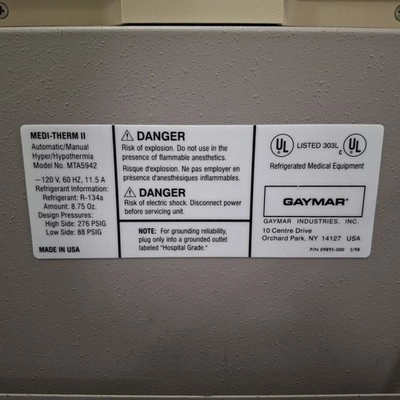 MEDI-THERM II
Automatic/Manual
Hyper/Hypothermia
Model No. MTA5942
~120 V, 60 HZ, 11.5 A
Refrigerant Information:
Refrigerant: R-134a
Amount: 8.75 Oz.
Design Pressures:
High Side: 276 PSIG
Low Side: 88 PSIG
MADE IN USA
DANGER
Risk of explosion. Do not use in the
presence of flammable anesthetics.
Risque d'explosion. Ne pas employer en
présence d'anesthésiques inflammables.
DANGER
Risk of electric shock. Disconnect power
before servicing unit.
NOTE: For grounding reliability,
plug only into a grounded outlet
labeled "Hospital Grade."
UL LISTED 303L c UL
Refrigerated Medical Equipment
GAYMAR
GAYMAR INDUSTRIES, INC.
10 Centre Drive
Orchard Park, NY 14127 USA
P/N 09895-000 3/98